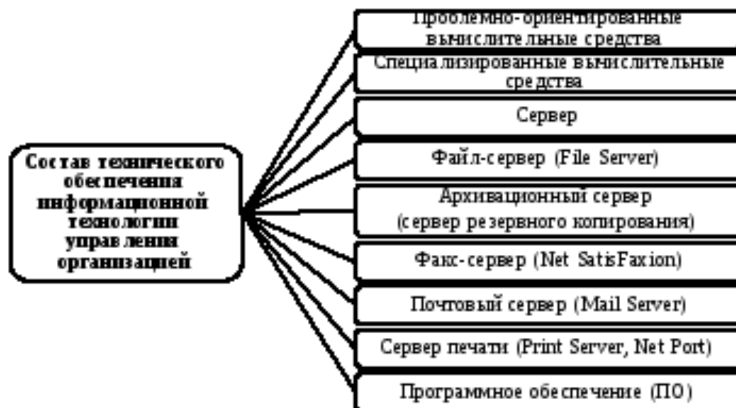 Состав технического
обеспечения
информационной
технологии
управления
организацией
Проблемно-ориентированные
вычислительные средства
Специализированные вычислительные
средства
Сервер
Файл-сервер (File Server)
Архивационный сервер
(сервер резервного копирования)
Факс-сервер (Net SatisFaxion)
Почтовый сервер (Mail Server)
Сервер печати (Print Server, Net Port)
Программное обеспечение (ПО)